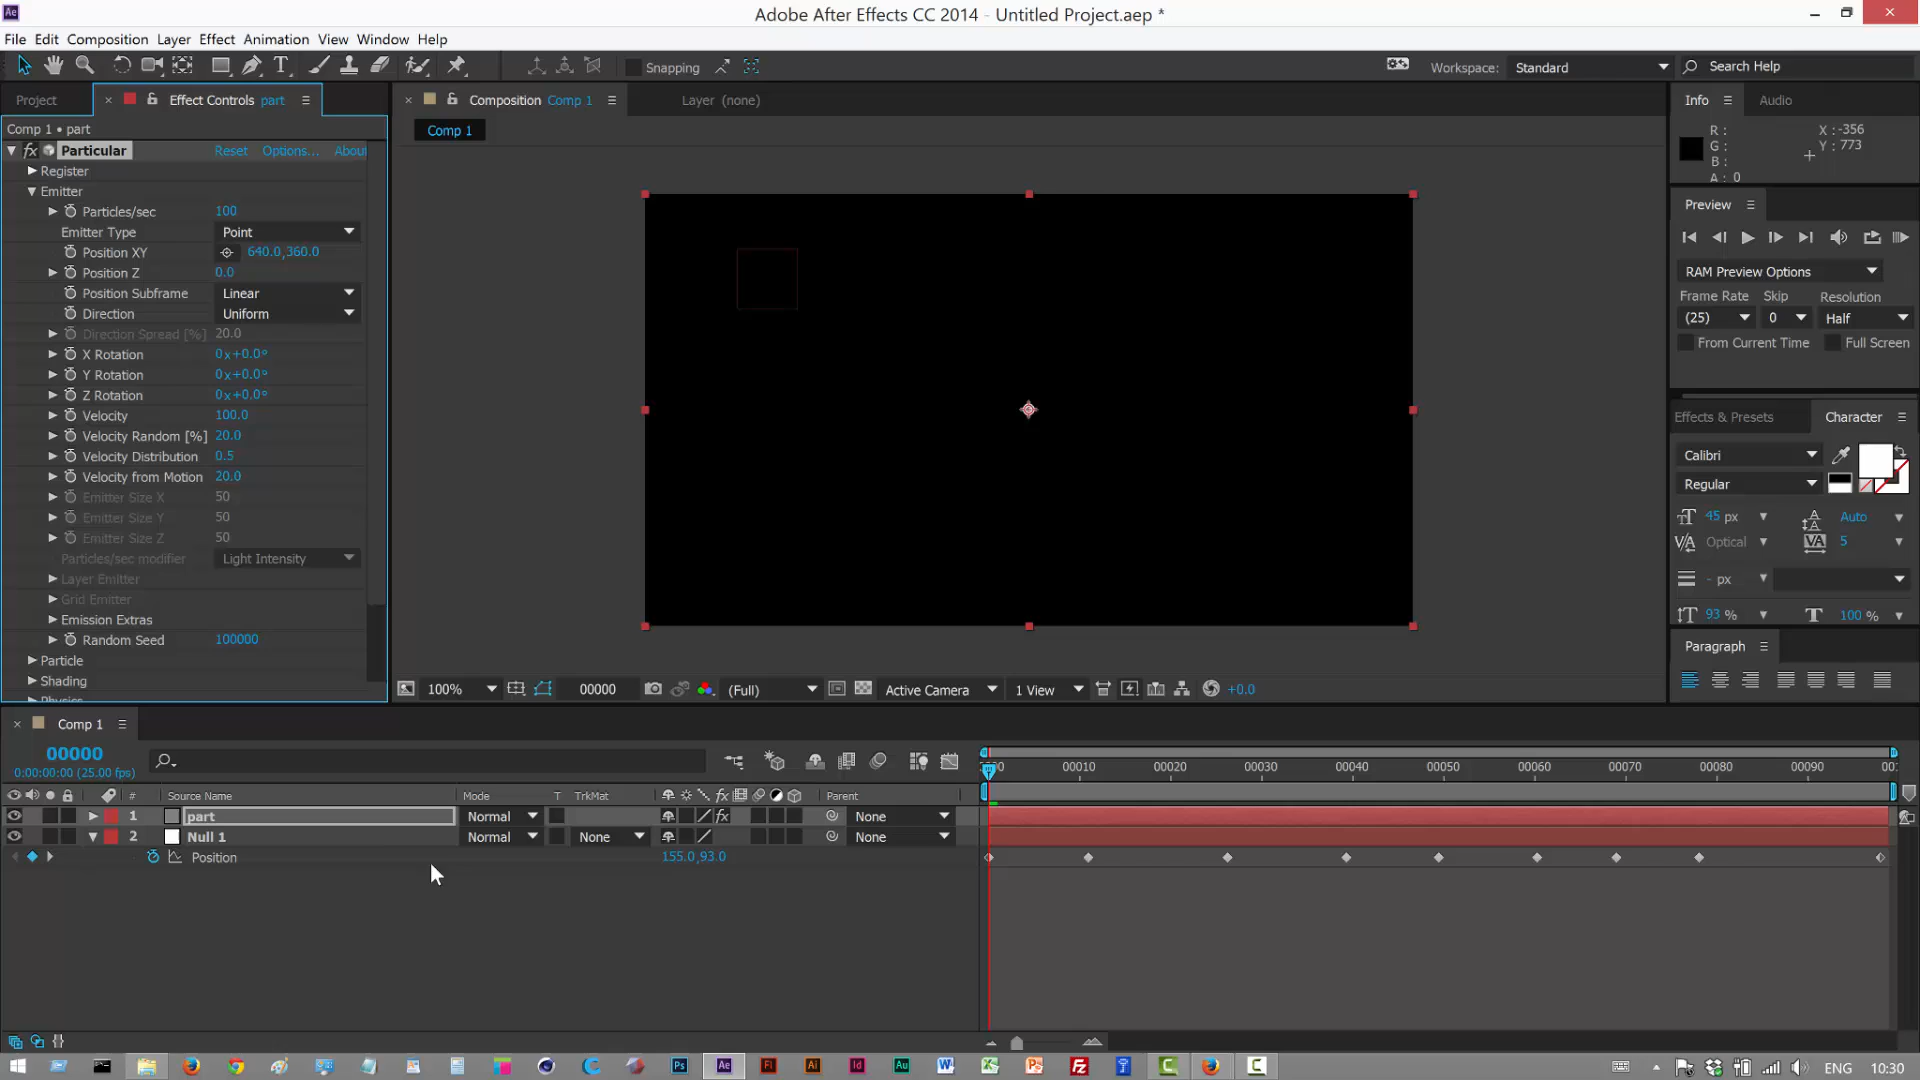 Adobe After Effects CC 2014 - Untitled Project.aep *
File Edit Composition Layer Effect Animation View Window Help
Snapping
Workspace: Standard
Search Help
Project
Effect Controls part
Composition Comp 1
Layer (none)
Info
Audio
Comp 1 • part
Comp 1
R :
G :
B :
A : 0
X : -356
Y : 773
Particular Reset Options... About
Register
Emitter
Particles/sec 100
Emitter Type Point
Position XY 640.0,360.0
Position Z 0.0
Position Subframe Linear
Direction Uniform
Direction Spread [%] 20.0
X Rotation 0x+0.0°
Y Rotation 0x+0.0°
Z Rotation 0x+0.0°
Velocity 100.0
Velocity Random [%] 20.0
Velocity Distribution 0.5
Velocity from Motion 20.0
Emitter Size X 50
Emitter Size Y 50
Emitter Size Z 50
Particles/sec modifier Light Intensity
Layer Emitter
Grid Emitter
Emission Extras
Random Seed 100000
Particle
Shading
Physics
Preview
RAM Preview Options
Frame Rate Skip Resolution
(25) 0 Half
From Current Time Full Screen
Effects & Presets Character
Calibri
Regular
45 px Auto
Optical 5
- px
93 % 100 %
Paragraph
100% 00000 (Full) Active Camera 1 View +0.0
Comp 1
00000
0:00:00:00 (25.00 fps)
00010 00020 00030 00040 00050 00060 00070 00080 00090
# Source Name Mode T TrkMat Parent
1 part Normal None
2 Null 1 Normal None None
Position 155.0,93.0
ENG 10:30